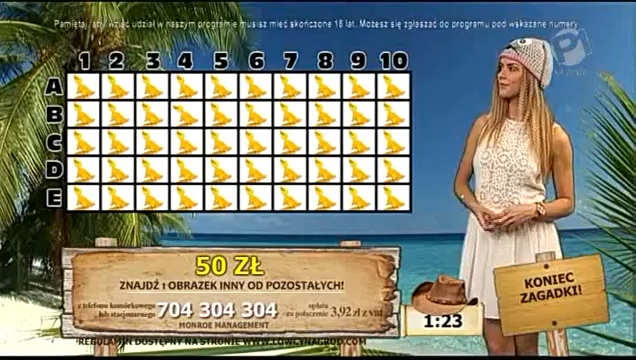 Pamiętaj, aby wziąć udział w naszym programie musisz mieć skończone 18 lat. Możesz się zgłaszać do programu pod wskazane numery
1 2 3 4 5 6 7 8 9 10
A
B
C
D
E
50 ZŁ
ZNAJDŹ 1 OBRAZEK INNY OD POZOSTAŁYCH!
z telefonu komórkowego
lub stacjonarnego 704 304 304 opłata
za połączenie 3,92 zł z vat
MONROE MANAGEMENT
REGULAMIN DOSTĘPNY NA STRONIE WWW.LOWCYNAGROD.COM
1:23
KONIEC
ZAGADKI!